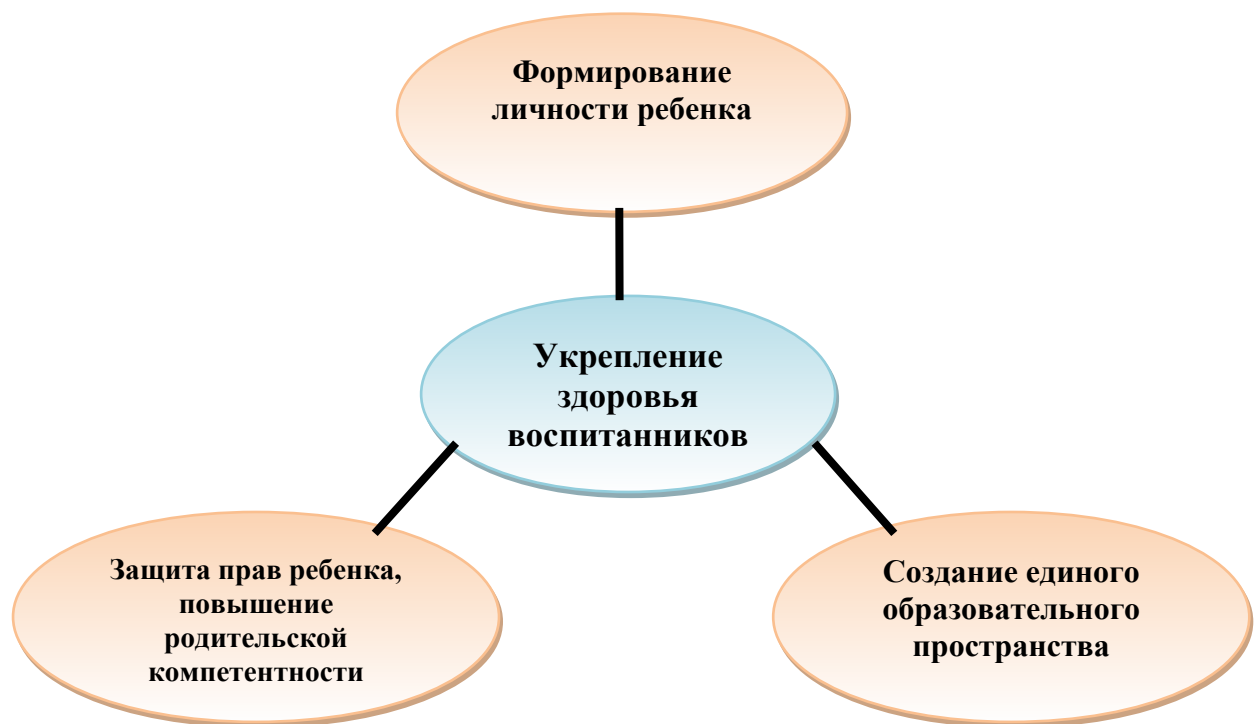 Формирование
личности ребенка
Укрепление
здоровья
воспитанников
Защита прав ребенка,
повышение
родительской
компетентности
Создание единого
образовательного
пространства